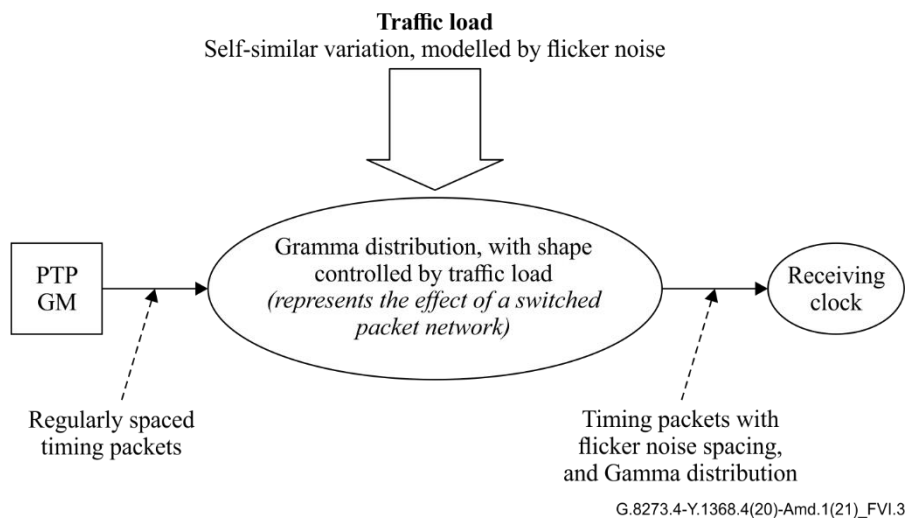 Traffic load
Self-similar variation, modelled by flicker noise
Gramma distribution, with shape
controlled by traffic load
(represents the effect of a switched
packet network)
PTP
GM
Receiving
clock
Regularly spaced
timing packets
Timing packets with
flicker noise spacing,
and Gamma distribution
G.8273.4-Y.1368.4(20)-Amd.1(21)_FVI.3